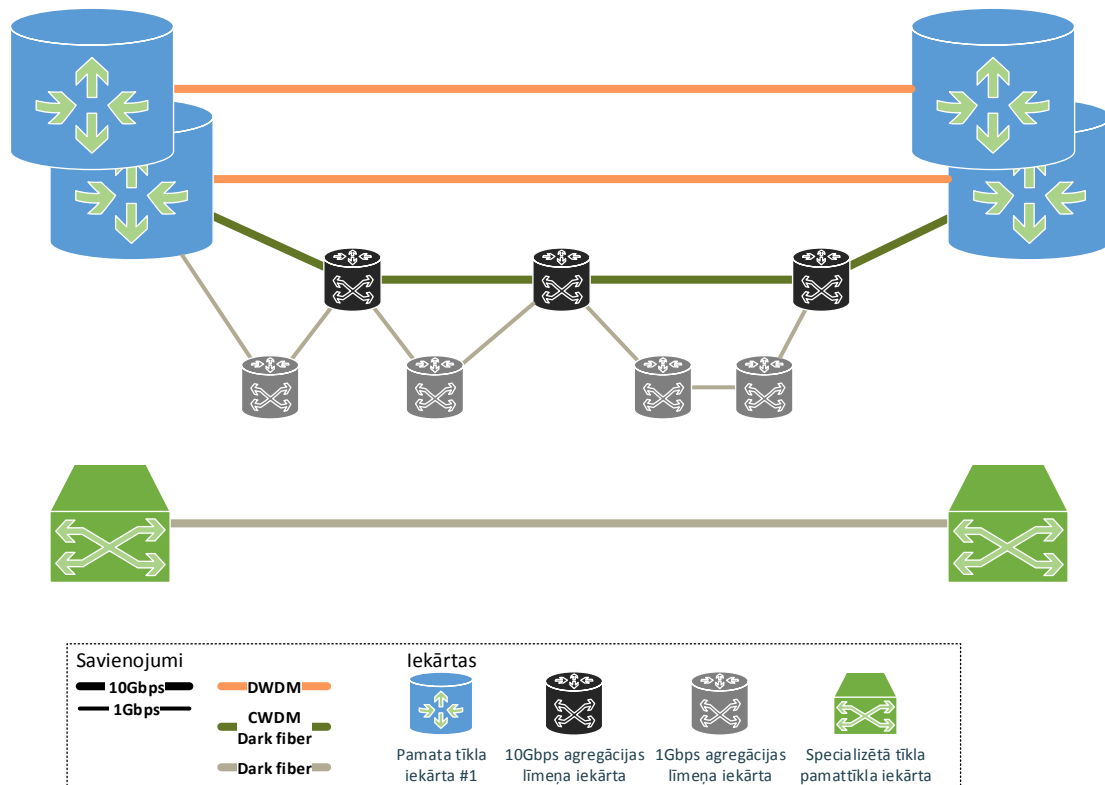 Savienojumi
10Gbps
1Gbps
DWDM
CWDM
Dark fiber
Dark fiber
Iekārtas
Pamata tīkla
iekārta #1
10Gbps agregācijas
līmeņa iekārta
1Gbps agregācijas
līmeņa iekārta
Specializētā tīkla
pamattīkla iekārta